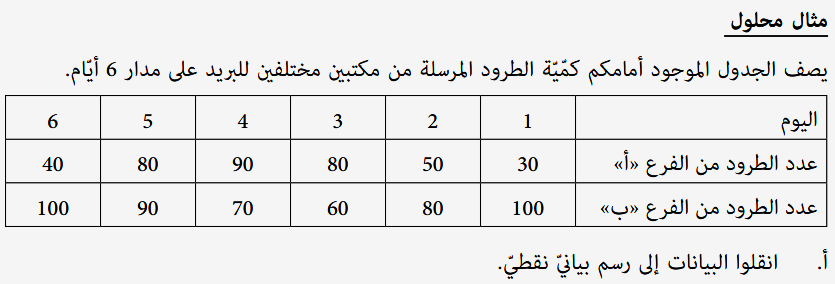 مثال محلول
يصف الجدول الموجود أمامكم كمّيّة الطرود المرسلة من مكتبين مختلفين للبريد على مدار 6 أيّام.
اليوم 1 2 3 4 5 6
عدد الطرود من الفرع «أ» 30 50 80 90 80 40
عدد الطرود من الفرع «ب» 100 80 60 70 90 100
أ. انقلوا البيانات إلى رسم بيانيّ نقطيّ.